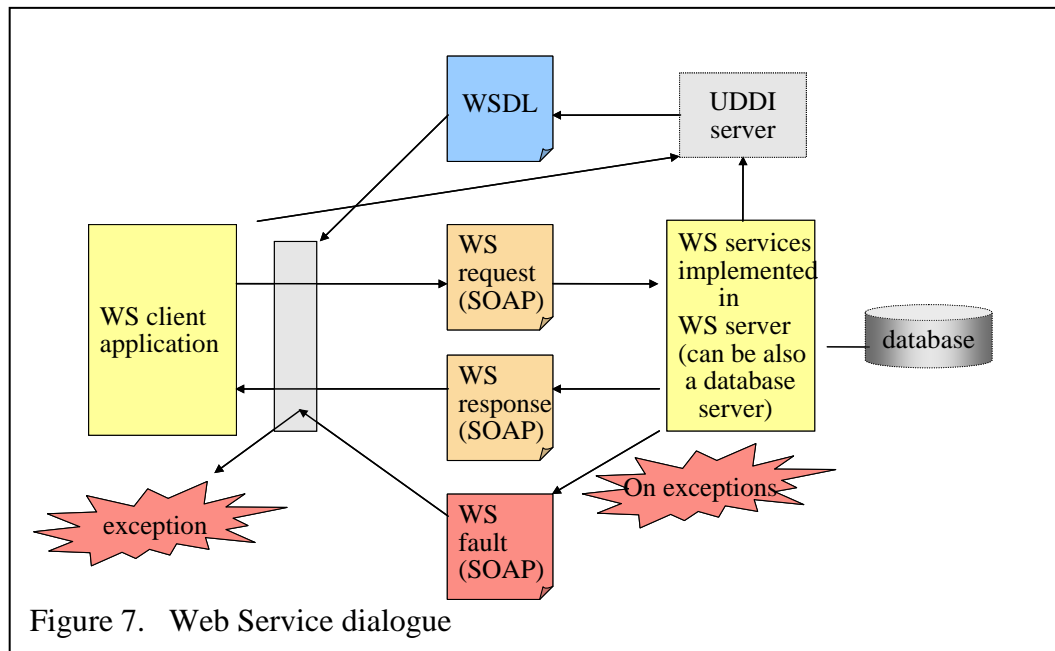 WSDL
UDDI
server
WS client
application
WS
request
(SOAP)
WS services
implemented
in
WS server
(can be also
a database
server)
database
WS
response
(SOAP)
On exceptions
exception
WS
fault
(SOAP)
Figure 7. Web Service dialogue